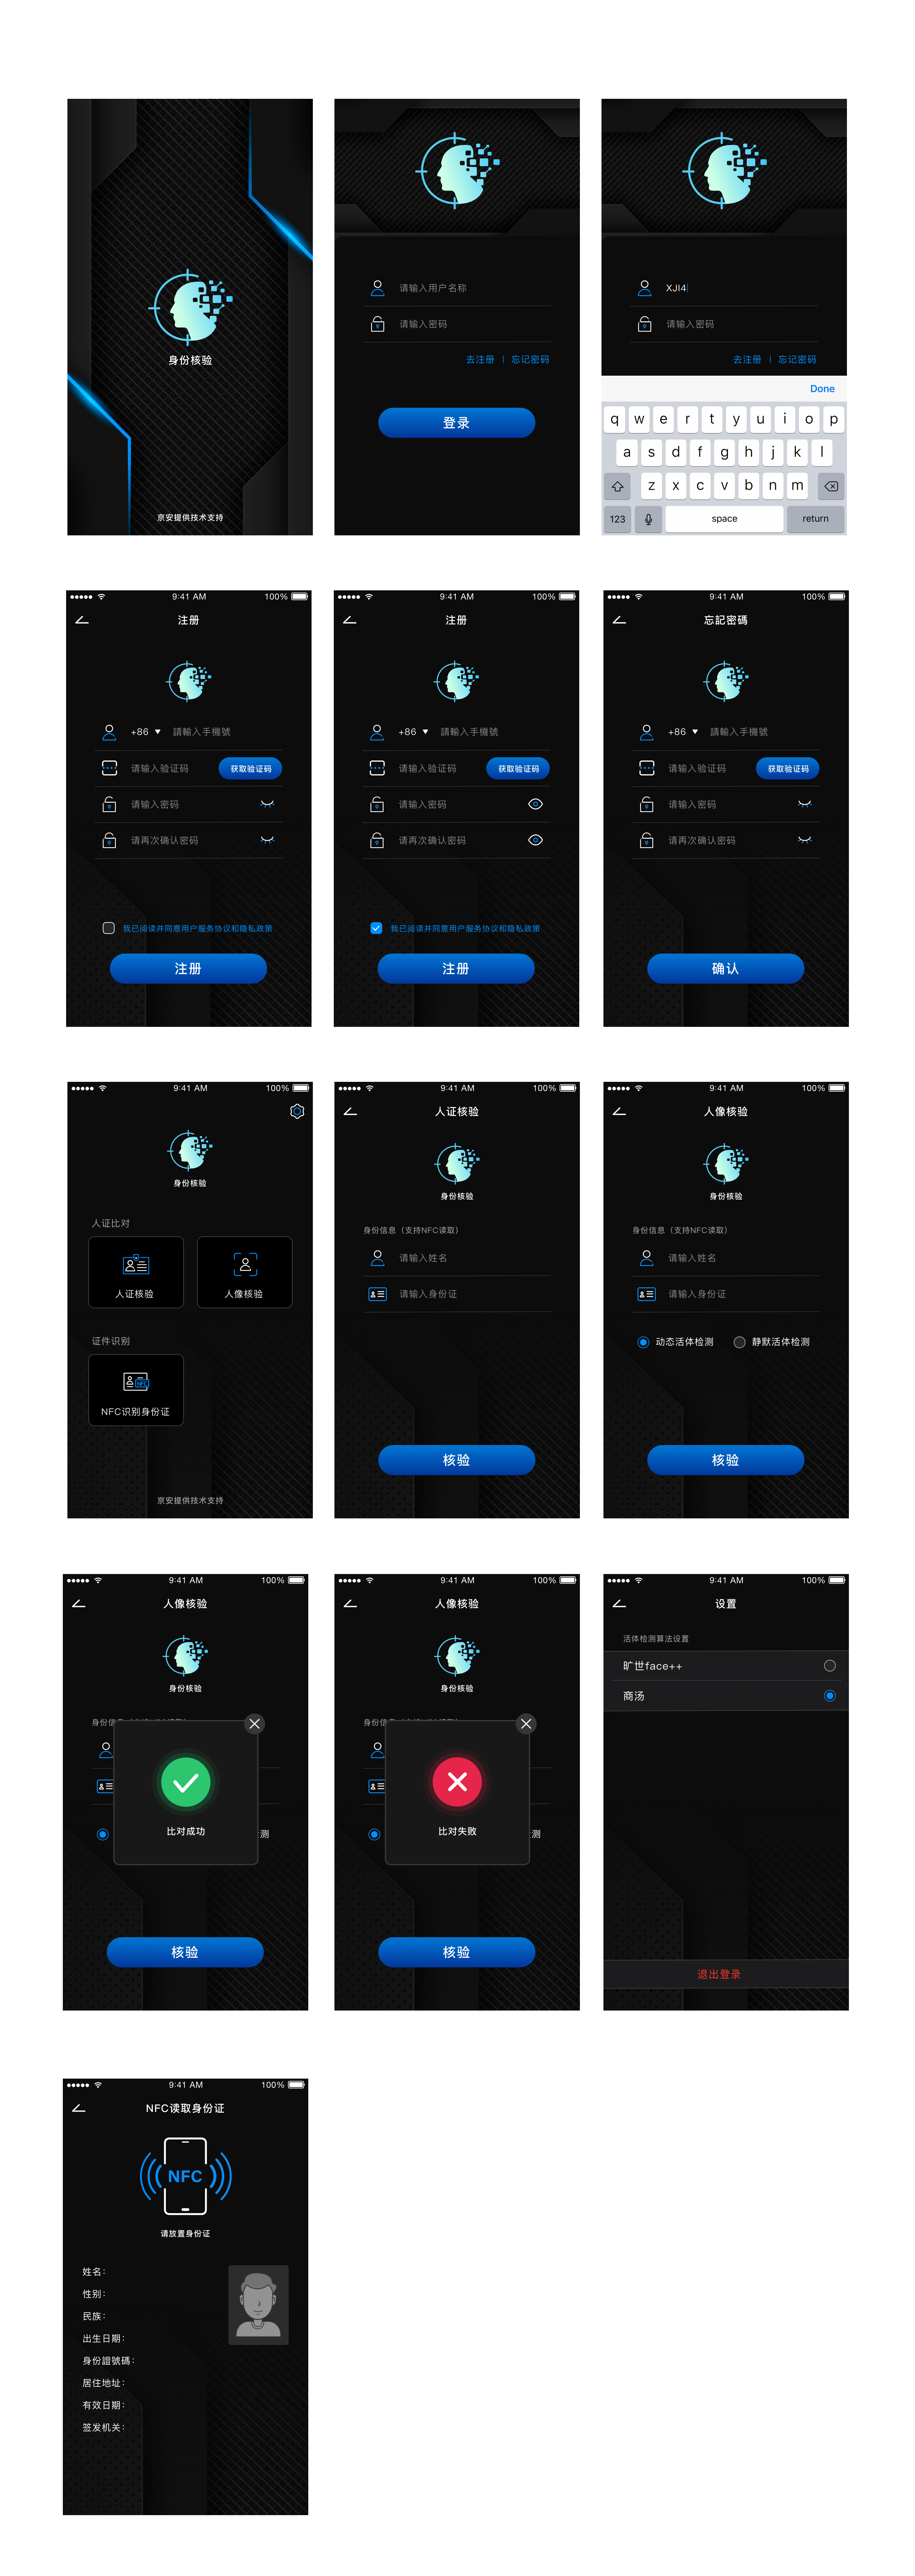 身份核验
京安提供技术支持
请输入用户名称
请输入密码
去注册 | 忘记密码
登录
XJI4
请输入密码
去注册 | 忘记密码
Done
q w e r t y u i o p
a s d f g h j k l
z x c v b n m
123 space return
9:41 AM 100%
注册
+86 請輸入手機號
请输入验证码 获取验证码
请输入密码
请再次确认密码
我已阅读并同意用户服务协议和隐私政策
注册
9:41 AM 100%
注册
+86 請輸入手機號
请输入验证码 获取验证码
请输入密码
请再次确认密码
我已阅读并同意用户服务协议和隐私政策
注册
9:41 AM 100%
忘記密碼
+86 請輸入手機號
请输入验证码 获取验证码
请输入密码
请再次确认密码
确认
9:41 AM 100%
身份核验
人证比对
人证核验 人像核验
证件识别
NFC
NFC识别身份证
京安提供技术支持
9:41 AM 100%
人证核验
身份核验
身份信息（支持NFC读取）
请输入姓名
请输入身份证
核验
9:41 AM 100%
人像核验
身份核验
身份信息（支持NFC读取）
请输入姓名
请输入身份证
动态活体检测 静默活体检测
核验
9:41 AM 100%
人像核验
身份核验
身份信
比对成功
测
核验
9:41 AM 100%
人像核验
身份核验
身份信
比对失败
测
核验
9:41 AM 100%
设置
活体检测算法设置
旷世face++
商汤
退出登录
9:41 AM 100%
NFC读取身份证
NFC
请放置身份证
姓名：
性别：
民族：
出生日期：
身份證號碼：
居住地址：
有效日期：
签发机关：